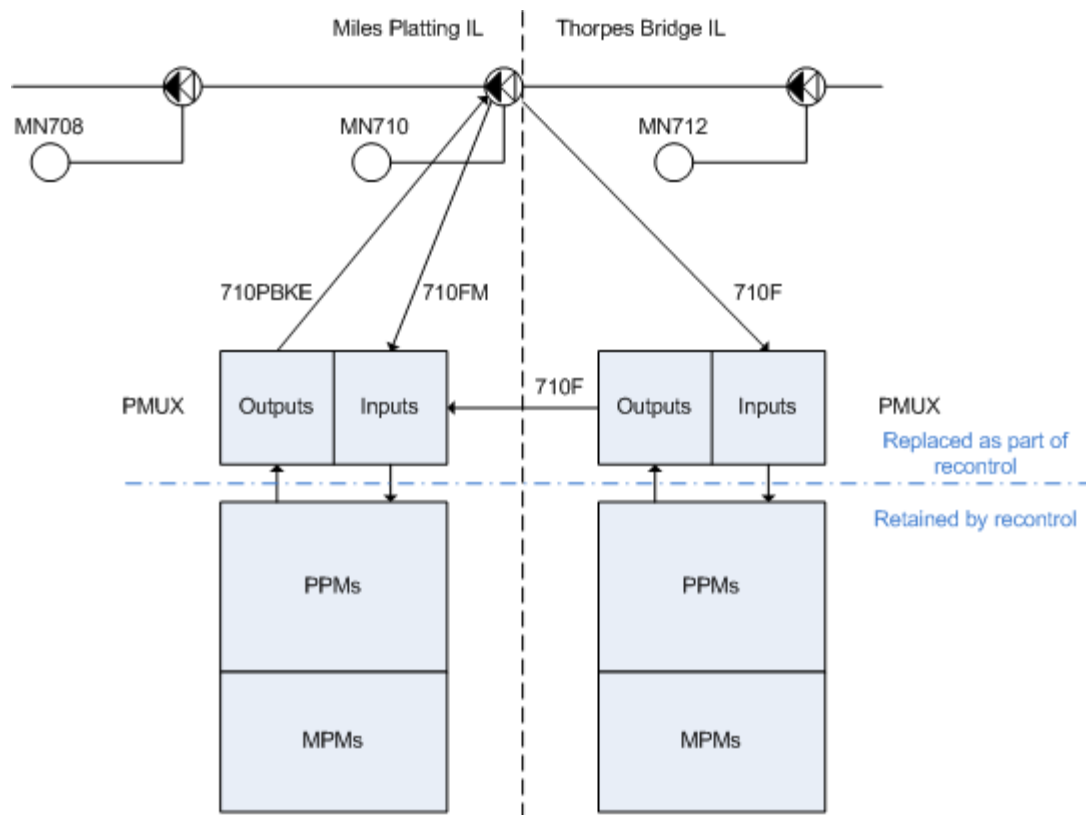 Miles Platting IL
Thorpes Bridge IL
MN708
MN710
MN712
710PBKE
710FM
710F
710F
PMUX
Outputs
Inputs
Outputs
Inputs
PMUX
Replaced as part of
recontrol
Retained by recontrol
PPMs
PPMs
MPMs
MPMs